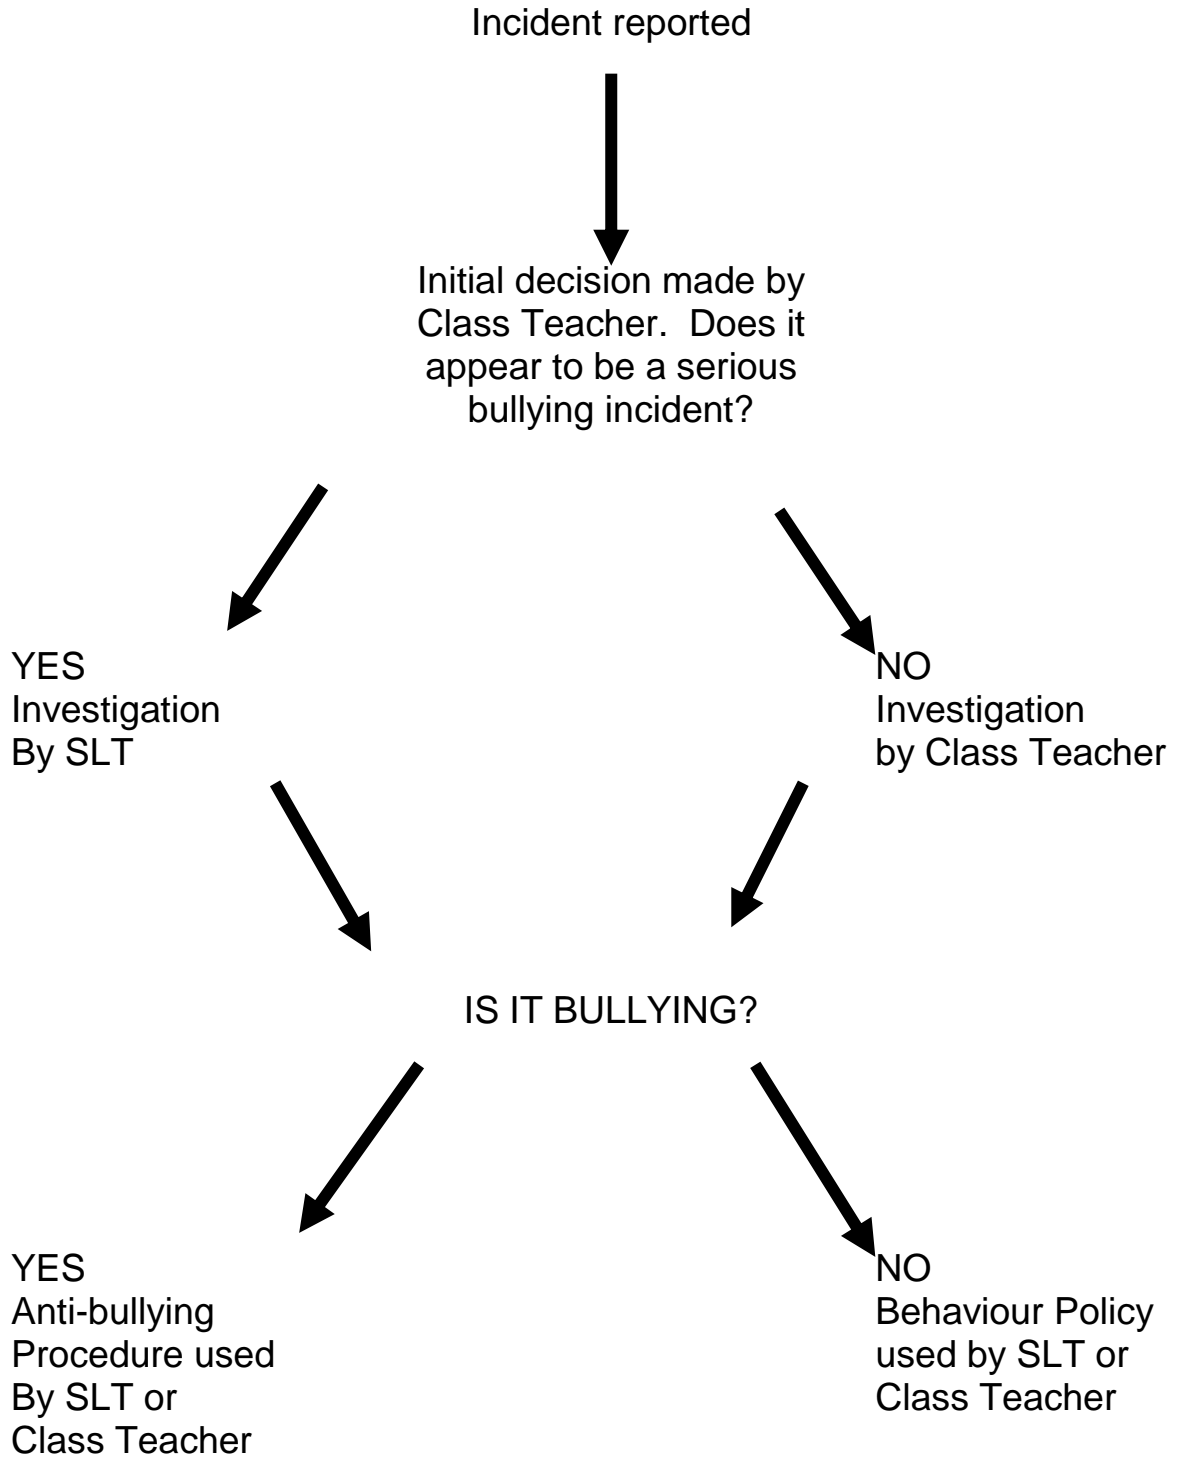 Incident reported
Initial decision made by
Class Teacher.  Does it
appear to be a serious
bullying incident?
YES
Investigation
By SLT
NO
Investigation
by Class Teacher
IS IT BULLYING?
YES
Anti-bullying
Procedure used
By SLT or
Class Teacher
NO
Behaviour Policy
used by SLT or
Class Teacher